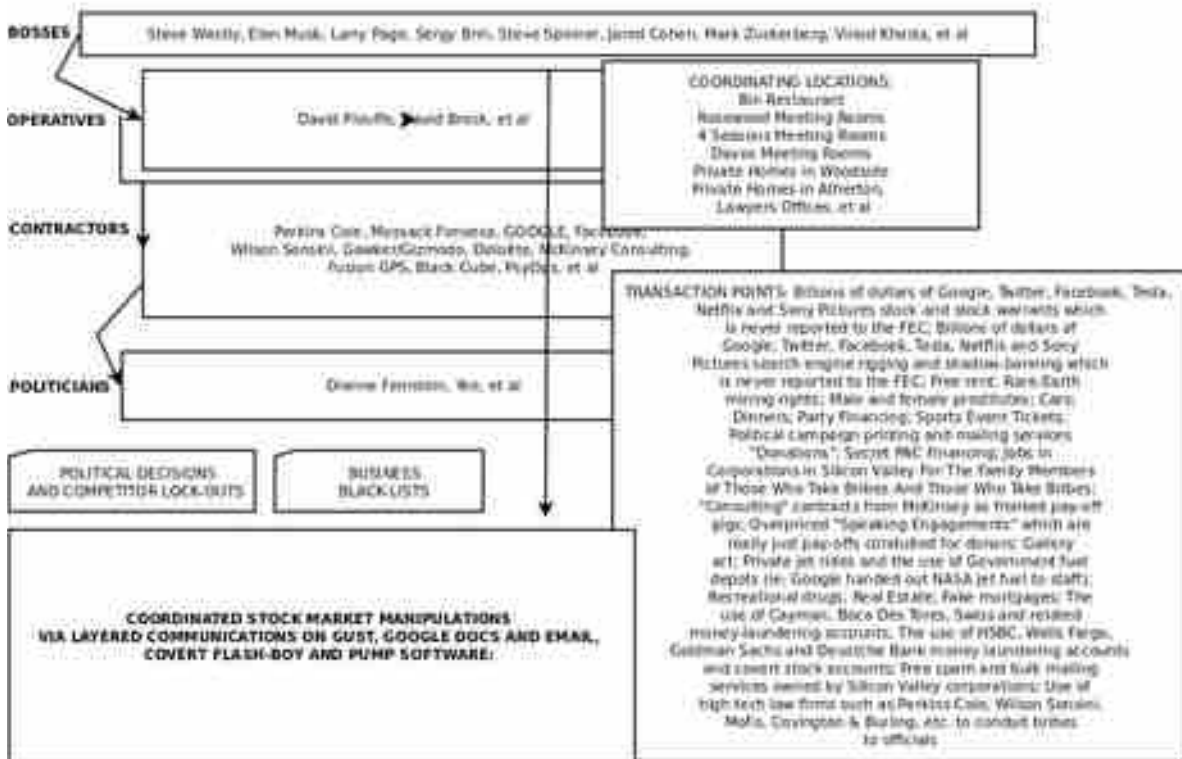 BOSSES
Steve Westly, Elon Musk, Larry Page, Sergy Brin, Steve Spinner, Jared Cohen, Mark Zuckerberg, Vinod Khosla, et al
OPERATIVES
David Plouffe, David Brock, et al
COORDINATING LOCATIONS:
Restaurant
Rosewood Meeting Rooms
4 Seasons Meeting Rooms
Davos Meeting Rooms
Private Homes in Woodside
Private Homes in Atherton,
Lawyers Offices, et al
CONTRACTORS
Perkins Coie, Mossack Fonseca, GOOGLE, Facebook,
Wilson Sonsini, Gawker/Gizmodo, Deloitte, McKinsey Consulting,
Fusion GPS, Black Cube, PsyOps, et al
POLITICIANS
Dianne Feinstein, et al
POLITICAL DECISIONS
AND COMPETITOR LOCK-OUTS
BUSINESS
BLACK-LISTS
COORDINATED STOCK MARKET MANIPULATIONS
VIA LAYERED COMMUNICATIONS ON GUST, GOOGLE DOCS AND EMAIL,
COVERT FLASH-BOY AND PUMP SOFTWARE:
TRANSACTION POINTS: Billions of dollars of Google, Twitter, Facebook, Tesla,
Netflix and Sony Pictures stock and stock warrants which
is never reported to the FEC; Billions of dollars of
Google, Twitter, Facebook, Tesla, Netflix and Sony
Pictures search engine rigging and shadow-banning which
is never reported to the FEC; Free rent; Rare Earth
mining rights; Male and female prostitutes; Cars;
Dinners; Party Financing; Sports Event Tickets;
Political campaign printing and mailing services
"Donations"; Secret PAC Financing; Jobs in
Corporations in Silicon Valley For The Family Members
of Those Who Take Bribes And Those Who Take Bribes;
"Consulting" contracts from McKinsey as fronted pay-off
gigs; Overpriced "Speaking Engagements" which are
really just pay-offs conduited for donors; Gallery
art; Private jet rides and the use of Government fuel
depots (ie: Google handed out NASA jet fuel to staff);
Recreational drugs; Real Estate; Fake mortgages; The
use of Cayman, Boca Des Tores, Swiss and related
money-laundering accounts; The use of HSBC, Wells Fargo,
Goldman Sachs and Deutsche Bank money laundering accounts
and covert stock accounts; Free spam and bulk mailing
services owned by Silicon Valley corporations; Use of
high tech law firms such as Perkins Coie, Wilson Sonsini,
MoFo, Covington & Burling, etc. to conduit bribes
to officials